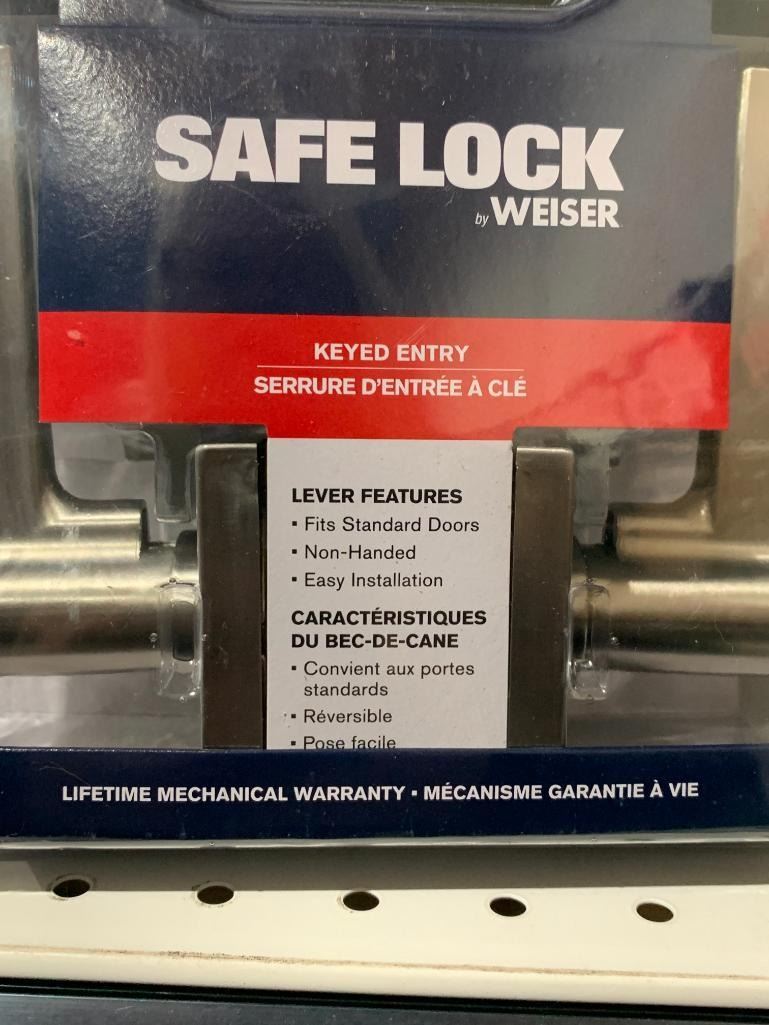 SAFE LOCK
by WEISER
KEYED ENTRY
SERRURE D'ENTRÉE À CLÉ
LEVER FEATURES
▪ Fits Standard Doors
▪ Non-Handed
▪ Easy Installation
CARACTÉRISTIQUES
DU BEC-DE-CANE
▪ Convient aux portes
standards
▪ Réversible
▪ Pose facile
LIFETIME MECHANICAL WARRANTY ▪ MÉCANISME GARANTIE À VIE